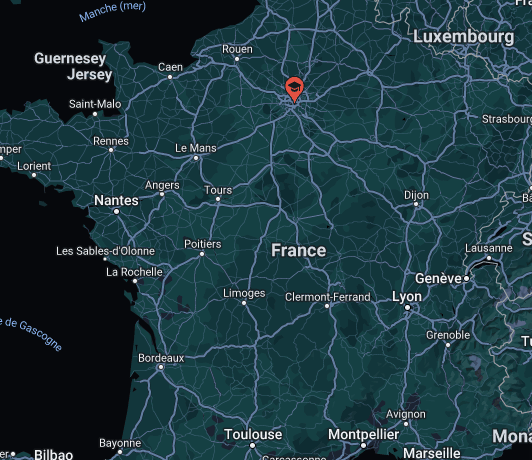 Manche (mer)
Rouen
Luxembourg
Guernesey
Jersey
Caen
Saint-Malo
Strasbourg
Rennes
Le Mans
Lorient
Angers
Tours
Dijon
Nantes
Les Sables-d'Olonne
Poitiers
France
Lausanne
La Rochelle
Genève
Limoges
Clermont-Ferrand
Lyon
e de Gascogne
Grenoble
Bordeaux
Avignon
Toulouse
Montpellier
Mona
Bayonne
Bilbao
Carcassonne
Marseille